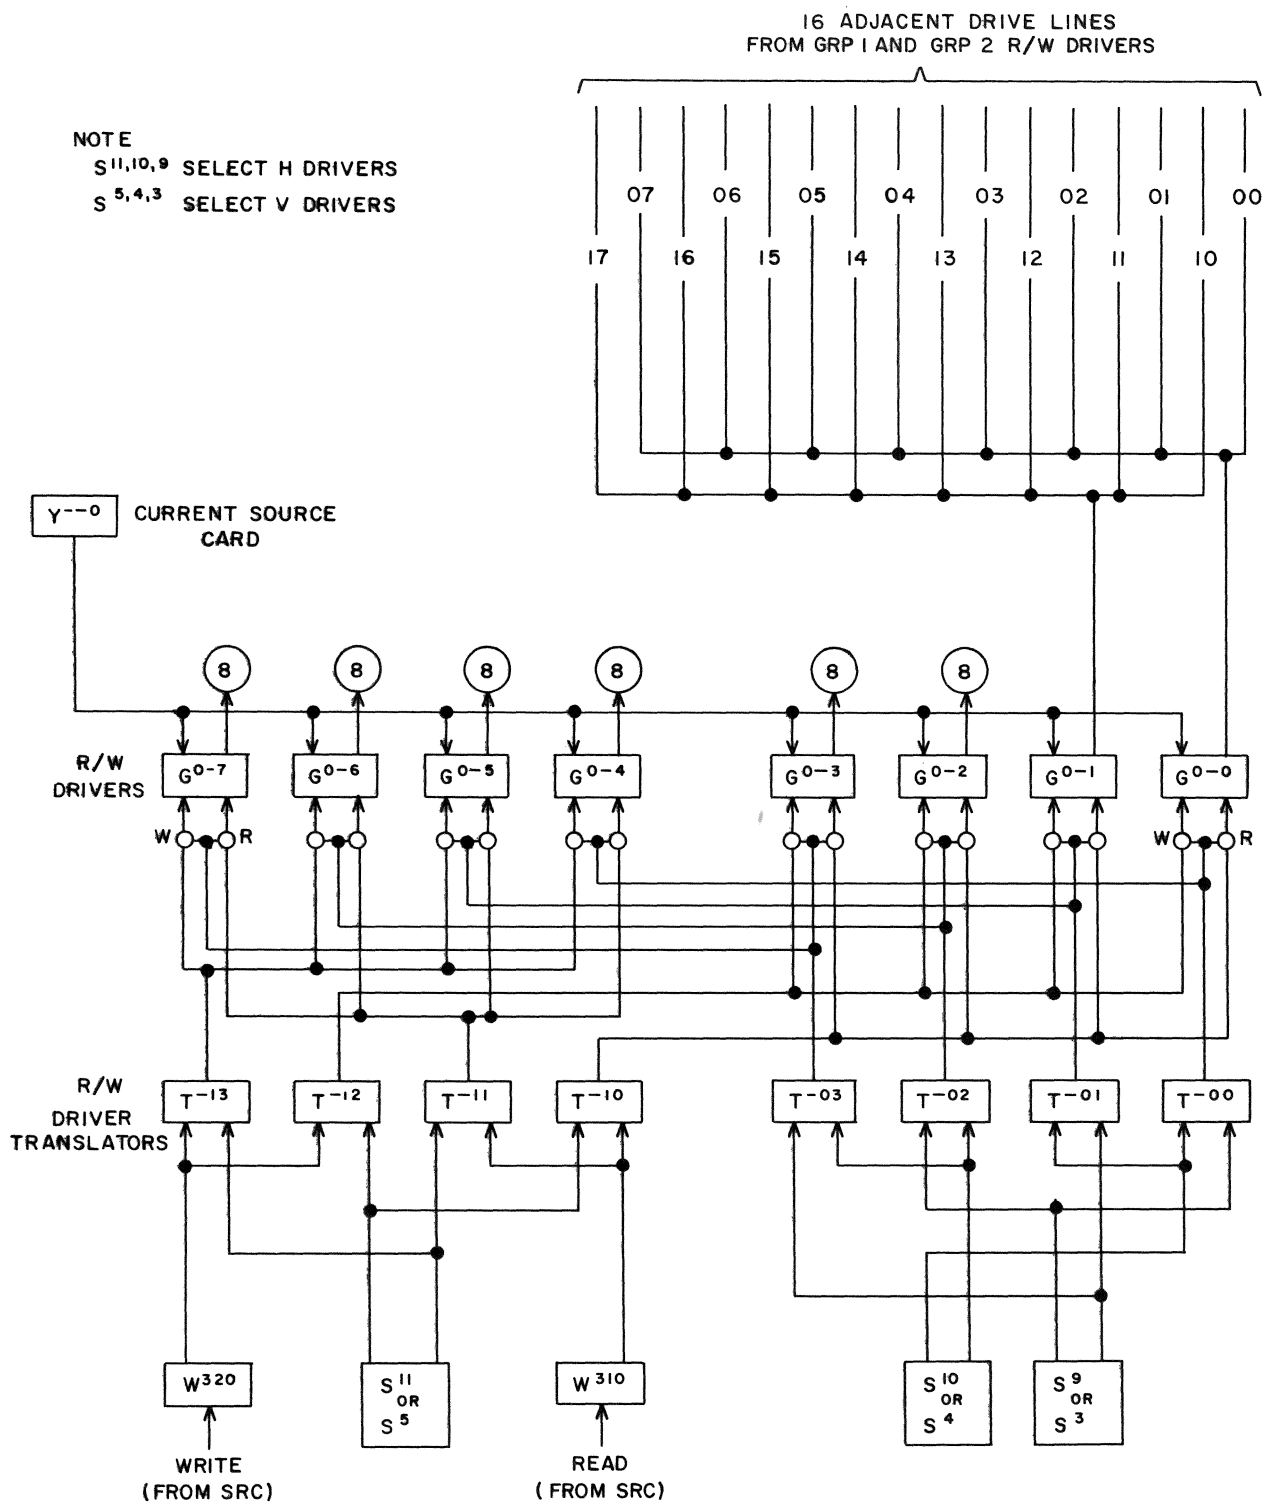 16 ADJACENT DRIVE LINES
FROM GRP 1 AND GRP 2 R/W DRIVERS
NOTE
S11,10,9 SELECT H DRIVERS
S5,4,3 SELECT V DRIVERS
07 06 05 04 03 02 01 00
17 16 15 14 13 12 11 10
Y--0
CURRENT SOURCE
CARD
8 8 8 8 8 8
R/W
DRIVERS
G0-7 G0-6 G0-5 G0-4 G0-3 G0-2 G0-1 G0-0
W R W R
R/W
DRIVER
TRANSLATORS
T-13 T-12 T-11 T-10 T-03 T-02 T-01 T-00
W320
S11
OR
S5
W310
S10
OR
S4
S9
OR
S3
WRITE
(FROM SRC)
READ
(FROM SRC)